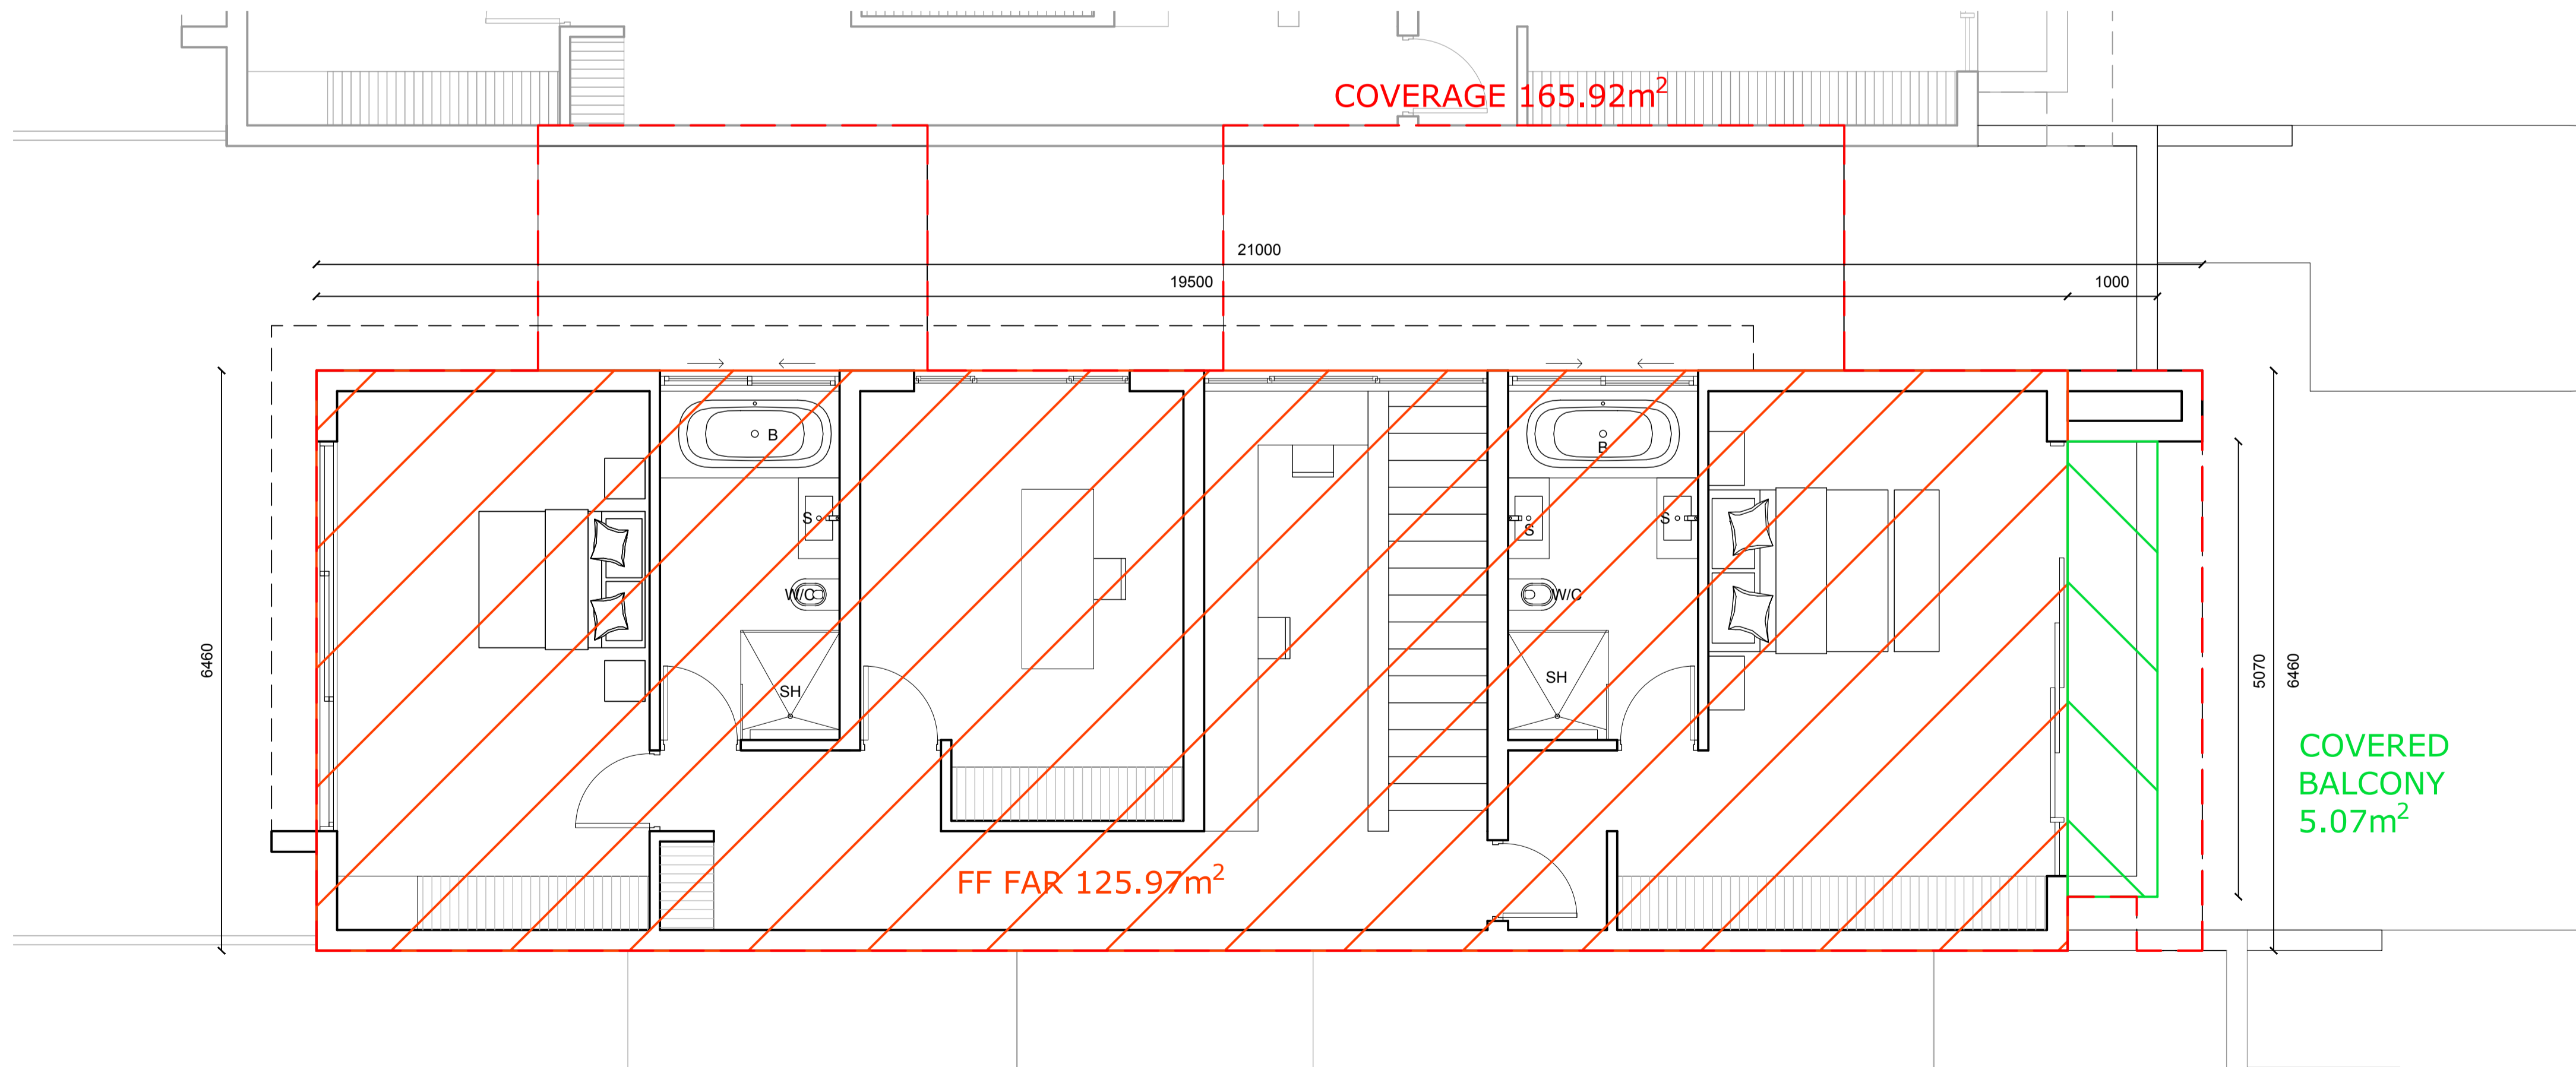 COVERAGE 165.92m²
21000
19500
1000
B
B
S
S
S
W/C
W/C
SH
SH
6460
5070
6460
COVERED
BALCONY
5.07m²
FF FAR 125.97m²